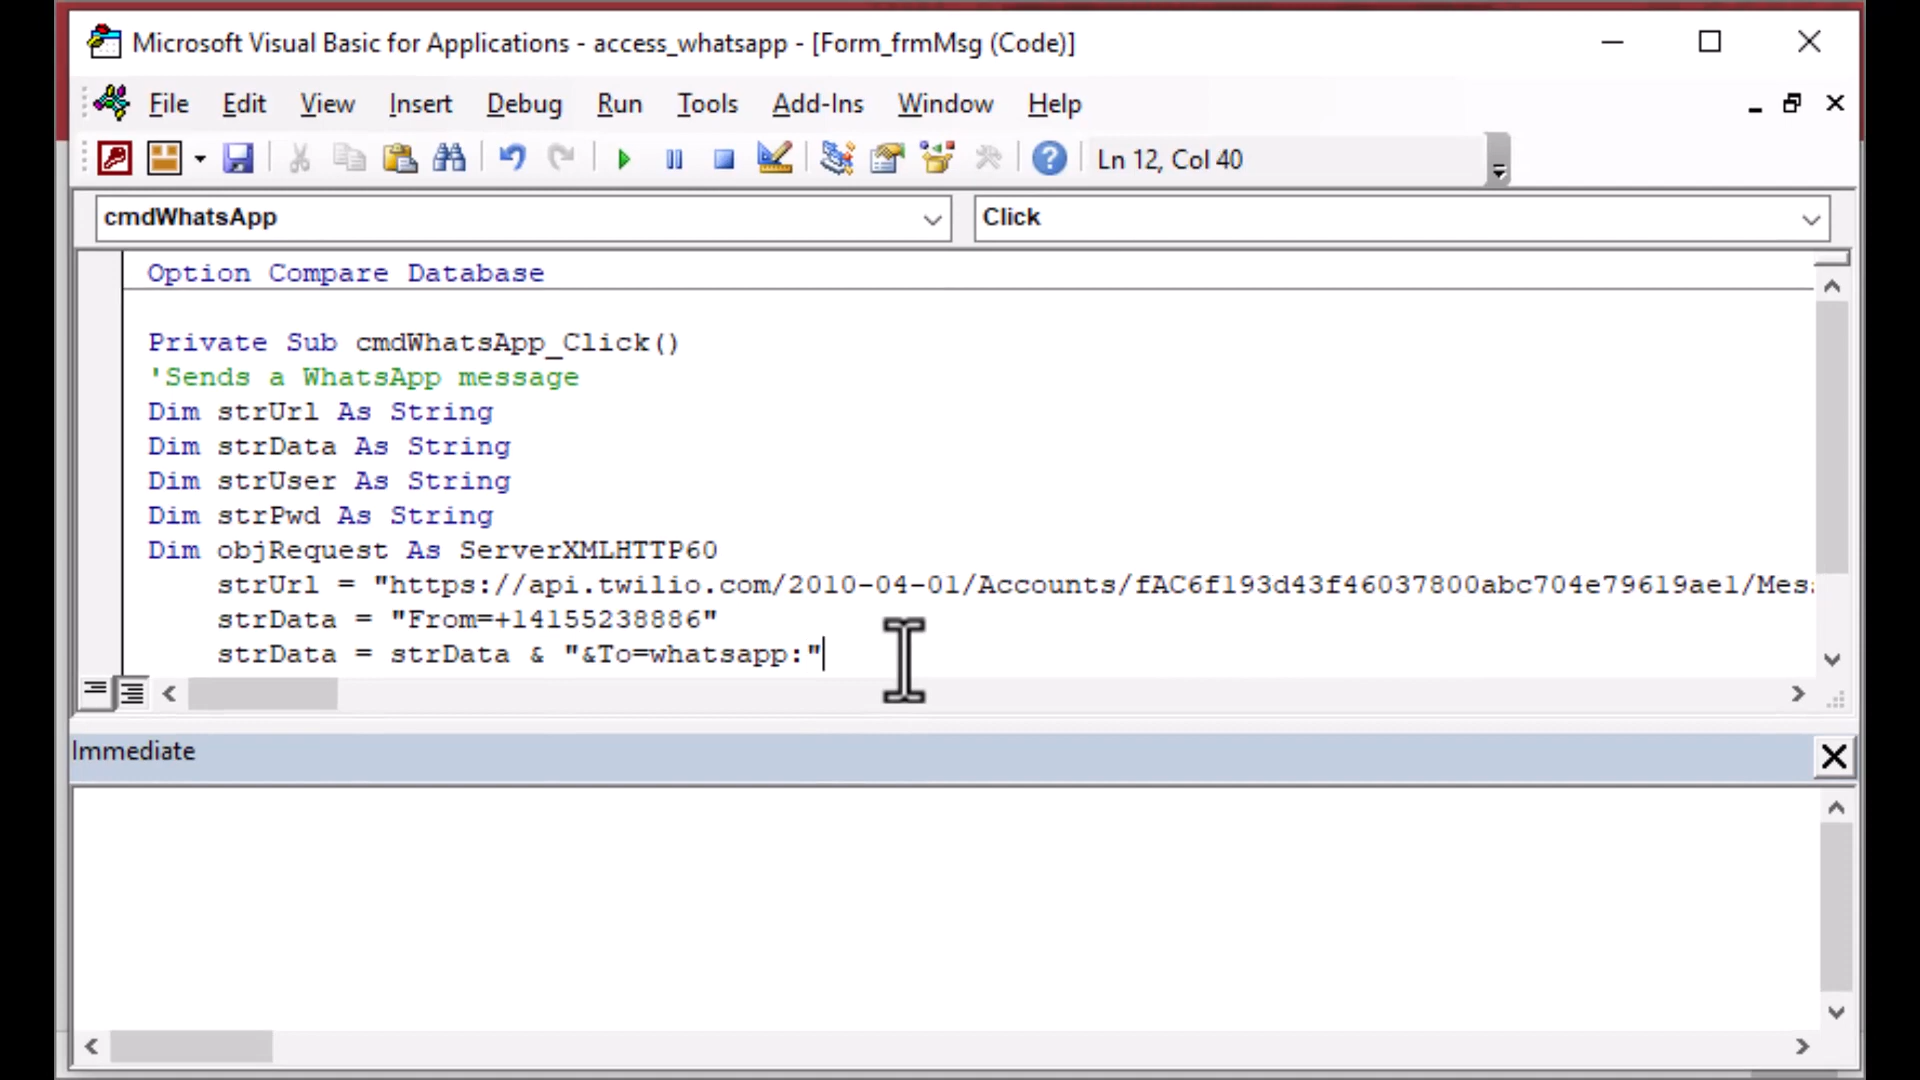 Microsoft Visual Basic for Applications - access_whatsapp - [Form_frmMsg (Code)]
File Edit View Insert Debug Run Tools Add-Ins Window Help
Ln 12, Col 40
cmdWhatsApp
Click
Option Compare Database
Private Sub cmdWhatsApp_Click()
'Sends a WhatsApp message
Dim strUrl As String
Dim strData As String
Dim strUser As String
Dim strPwd As String
Dim objRequest As ServerXMLHTTP60
strUrl = "https://api.twilio.com/2010-04-01/Accounts/fAC6f193d43f46037800abc704e79619ae1/Mess
strData = "From=+14155238886"
strData = strData & "&To=whatsapp:"
Immediate